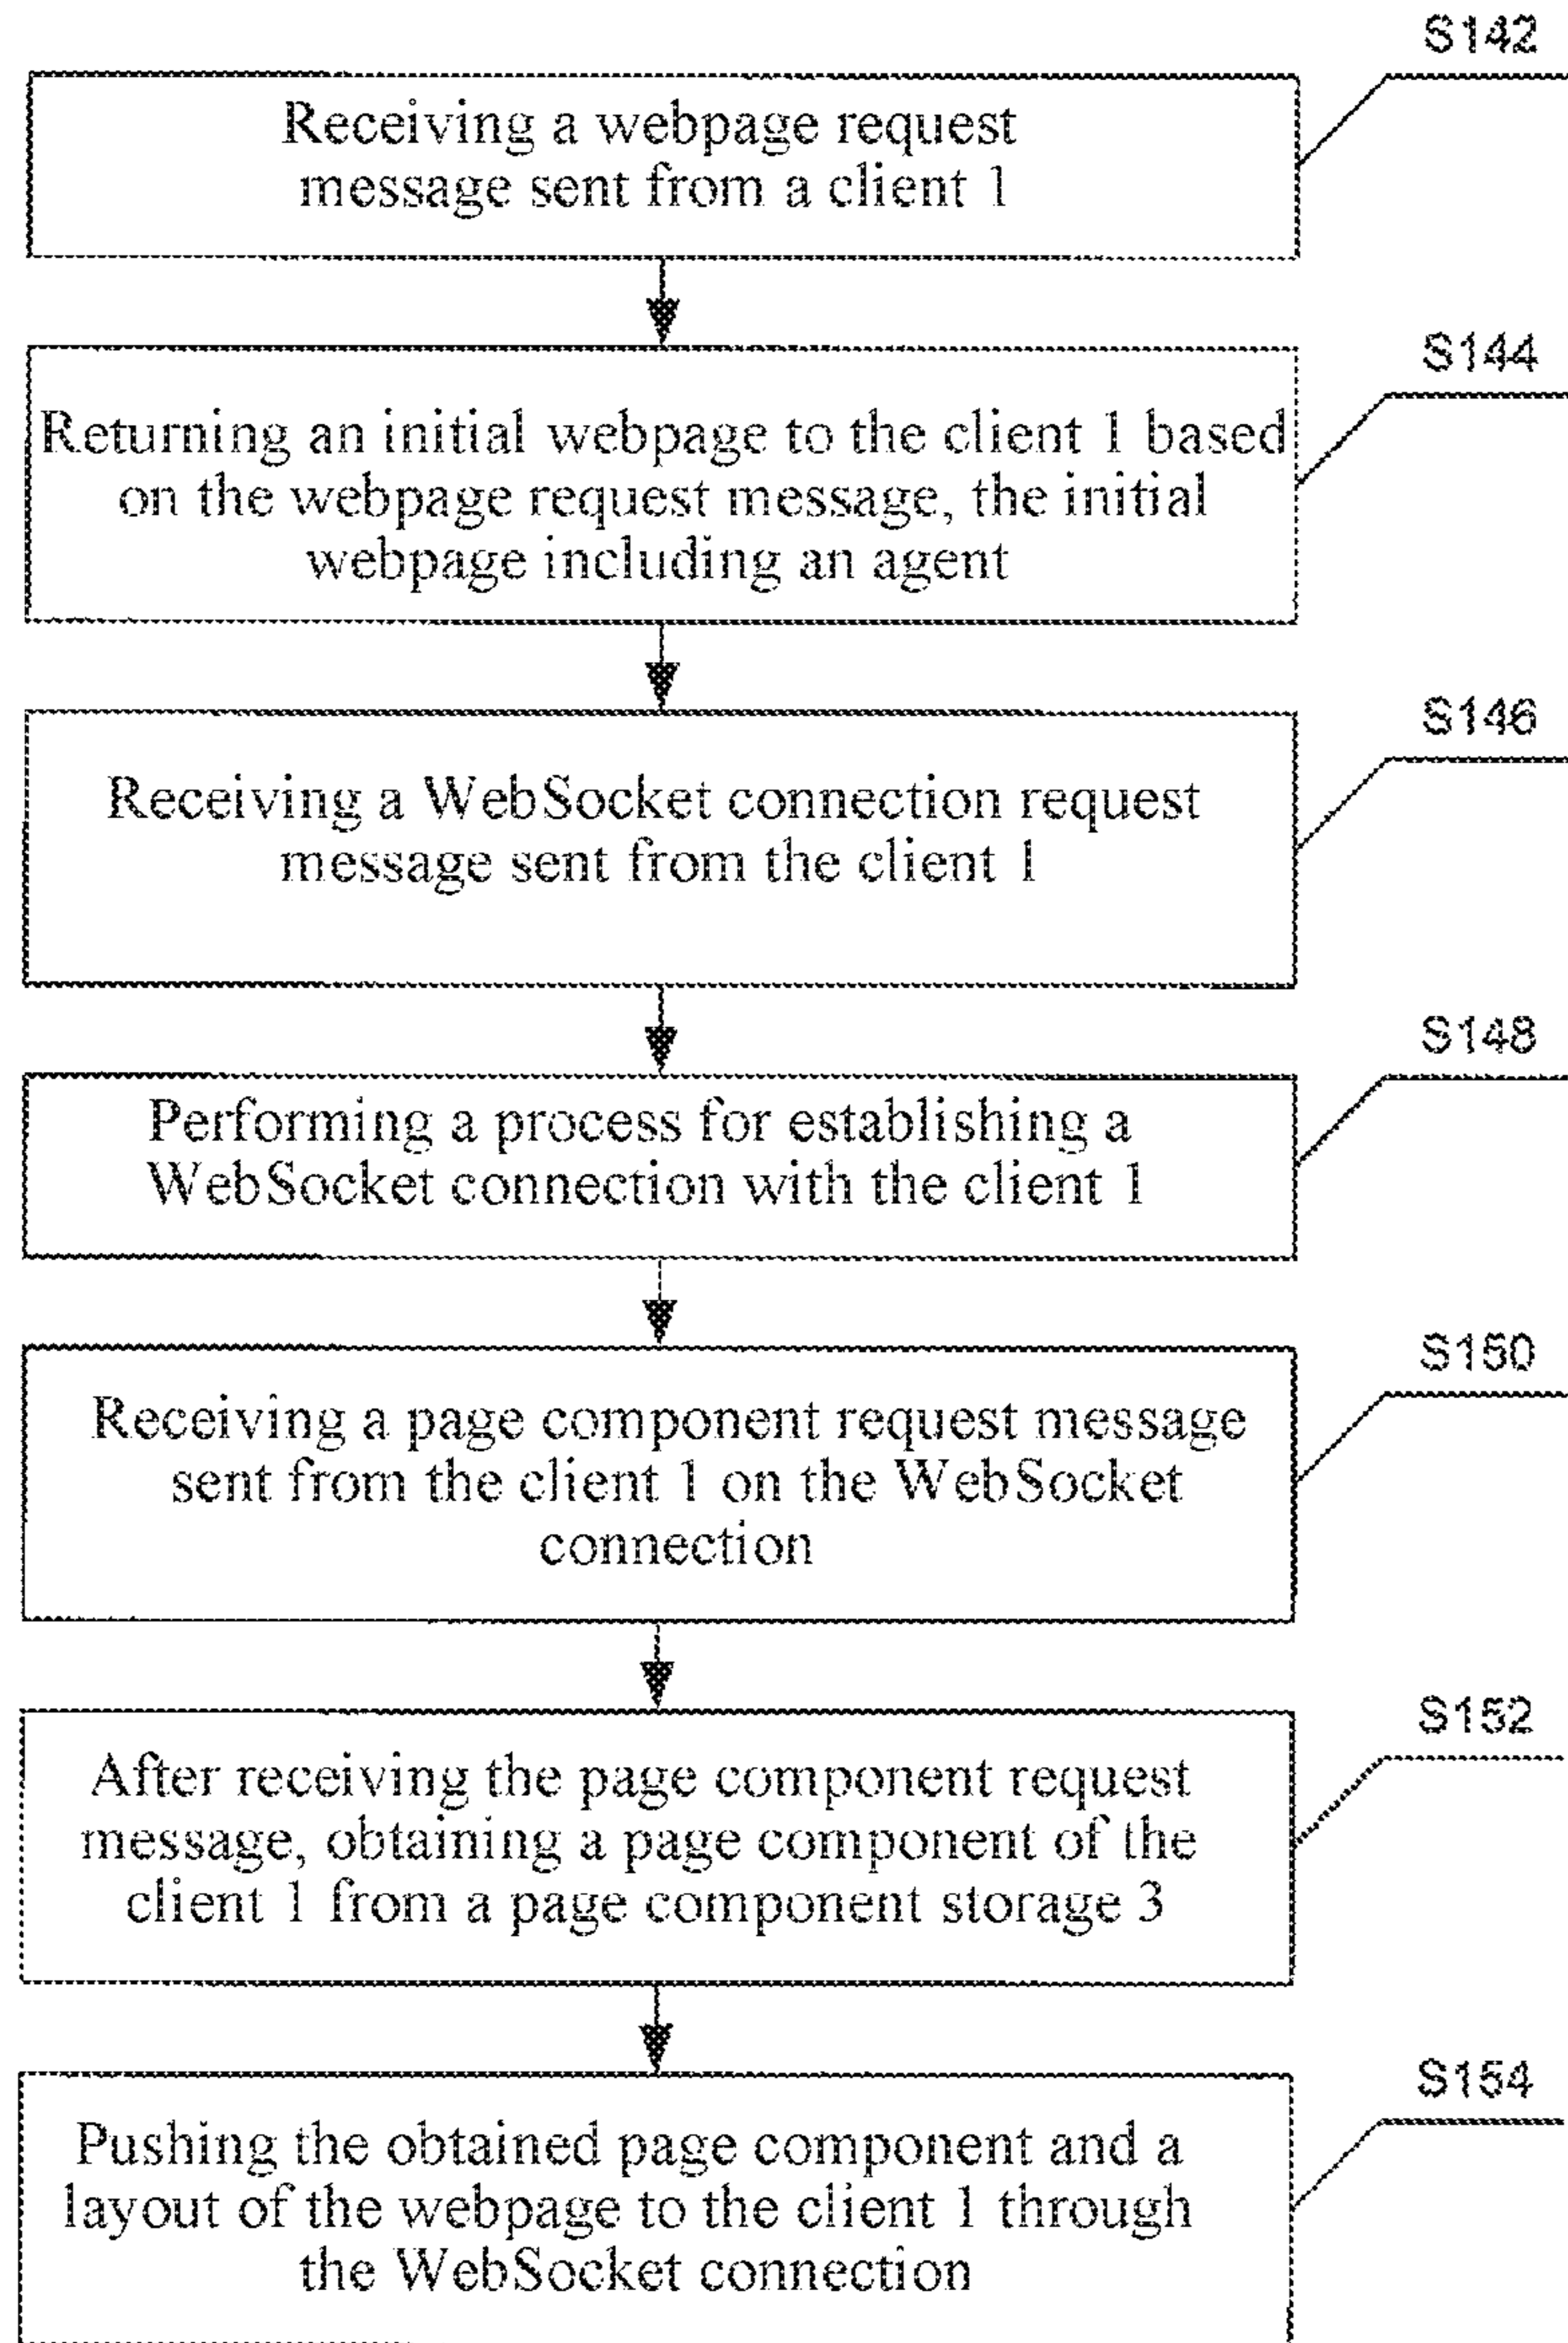 S142
Receiving a webpage request
message sent from a client 1
S144
Returning an initial webpage to the client 1 based
on the webpage request message, the initial
webpage including an agent
S146
Receiving a WebSocket connection request
message sent from the client 1
S148
Performing a process for establishing a
WebSocket connection with the client 1
S150
Receiving a page component request message
sent from the client 1 on the WebSocket
connection
S152
After receiving the page component request
message, obtaining a page component of the
client 1 from a page component storage 3
S154
Pushing the obtained page component and a
layout of the webpage to the client 1 through
the WebSocket connection